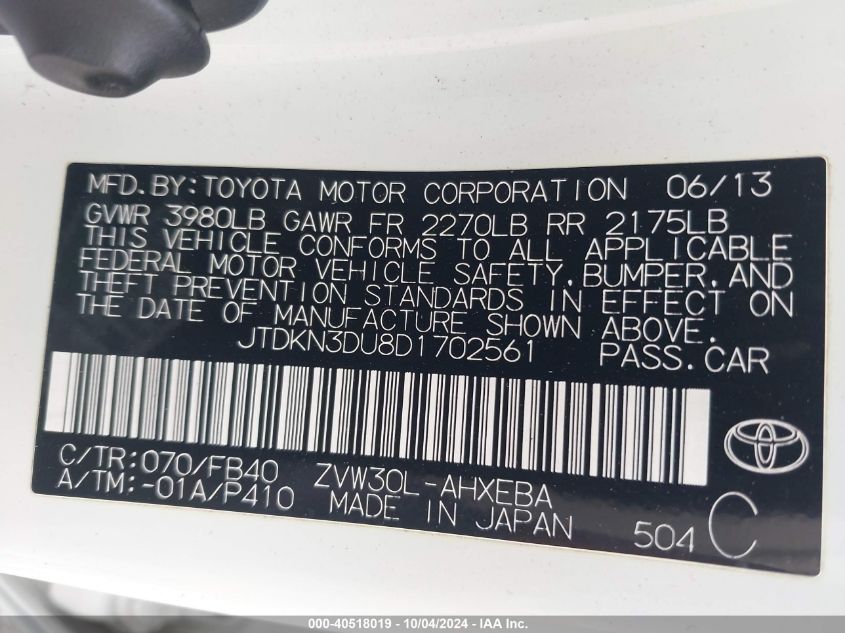 MFD. BY: TOYOTA MOTOR CORPORATION 06/13
GVWR 3980LB GAWR FR 2270LB RR 2175LB
THIS VEHICLE CONFORMS TO ALL APPLICABLE
FEDERAL MOTOR VEHICLE SAFETY, BUMPER, AND
THEFT PREVENTION STANDARDS IN EFFECT ON
THE DATE OF MANUFACTURE SHOWN ABOVE.
JTDKN3DU8D1702561 PASS. CAR
C/TR: 070/FB40 ZVW30L-AHXEBA
A/TM: -01A/P410 MADE IN JAPAN 504 C
000-40518019 - 10/04/2024 - IAA Inc.